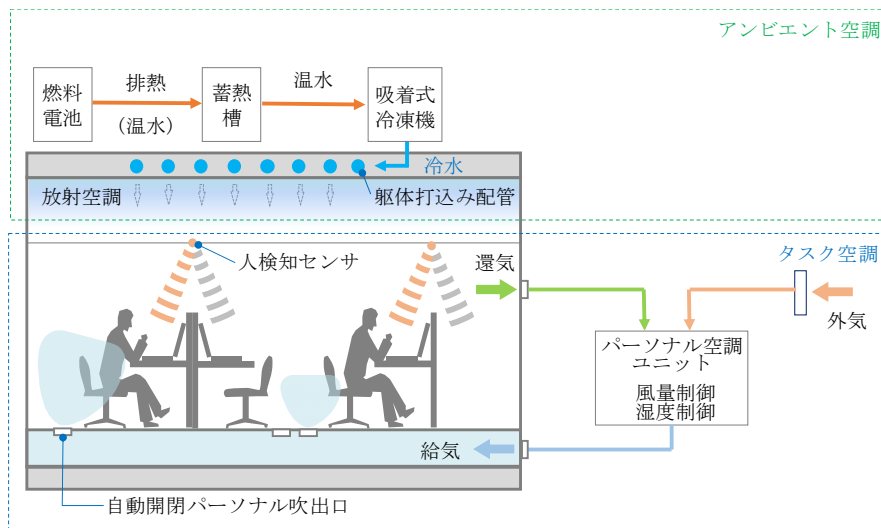 アンビエント空調
燃料
電池
排熱
(温水)
蓄熱
槽
温水
吸着式
冷凍機
冷水
放射空調
躯体打込み配管
人検知センサ
還気
タスク空調
外気
パーソナル空調
ユニット
風量制御
湿度制御
給気
自動開閉パーソナル吹出口